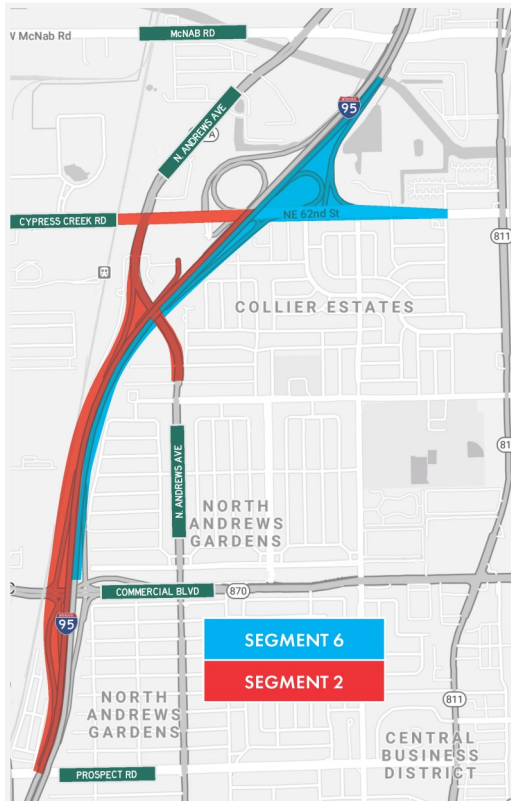 W McNab Rd
McNAB RD
N. ANDREWS AVE
A
95
CYPRESS CREEK RD
NE 62nd St
811
COLLIER ESTATES
N. ANDREWS AVE
81
NORTH
ANDREWS
GARDENS
COMMERCIAL BLVD
870
95
SEGMENT 6
SEGMENT 2
NORTH
ANDREWS
GARDENS
811
CENTRAL
BUSINESS
DISTRICT
PROSPECT RD